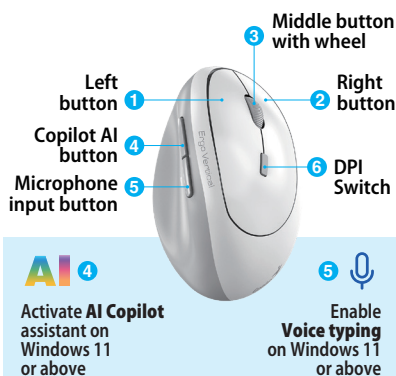 Middle button
with wheel
3
Left
button 1
2 Right
button
Copilot AI
button 4
Microphone
input button 5
6 DPI
Switch
Ergo Vertical
AI 4
Activate AI Copilot
assistant on
Windows 11
or above
5
Enable
Voice typing
on Windows 11
or above